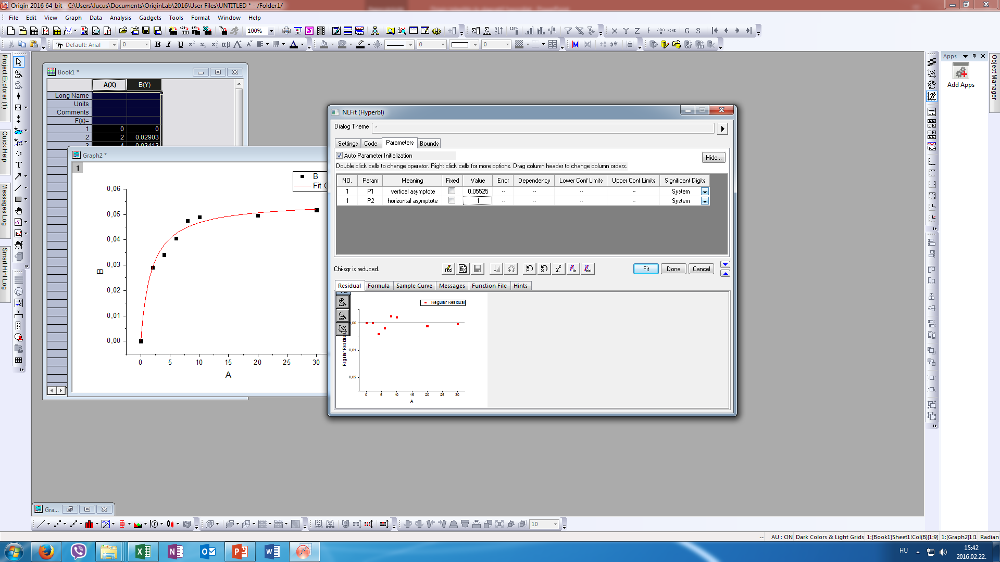 Origin 2016 64-bit - C:\Users\Jucus\Documents\OriginLab\2016\User Files\UNTITLED * - /Folder1/
File Edit View Graph Data Analysis Gadgets Tools Format Window Help
100%
Default: Arial 0 B I U αβ A A A 0 0
Project Explorer (1)
Quick Help
Messages Log
Smart Hint Log
Apps
Add Apps
Object Manager
Book1 *
A(X) B(Y)
Long Name
Units
Comments
F(x)=
1 0 0
2 2 0,02903
Graph2 *
1
B
Fit
0,06
0,05
0,04
0,03
0,02
0,01
0,00
B
0 5 10 15 20 25 30
A
NLFit (Hyperbl)
Dialog Theme *
Settings Code Parameters Bounds
Auto Parameter Initialization
Hide...
Double click cells to change operator. Right click cells for more options. Drag column header to change column orders.
NO. Param Meaning Fixed Value Error Dependency Lower Conf Limits Upper Conf Limits Significant Digits
1 P1 vertical asymptote 0,05525 -- -- -- -- System
1 P2 horizontal asymptote 1 -- -- -- -- System
Chi-sqr is reduced.
Fit Done Cancel
Residual Formula Sample Curve Messages Function File Hints
Regular Residual
0,00
-0,01
-0,02
Regular Residual
0 5 10 15 20 25 30
A
Gra...
10
-- AU : ON Dark Colors & Light Grids 1:[Book1]Sheet1!Col(B)[1:9] 1:[Graph2]1!1 Radian
HU
15:42
2016.02.22.